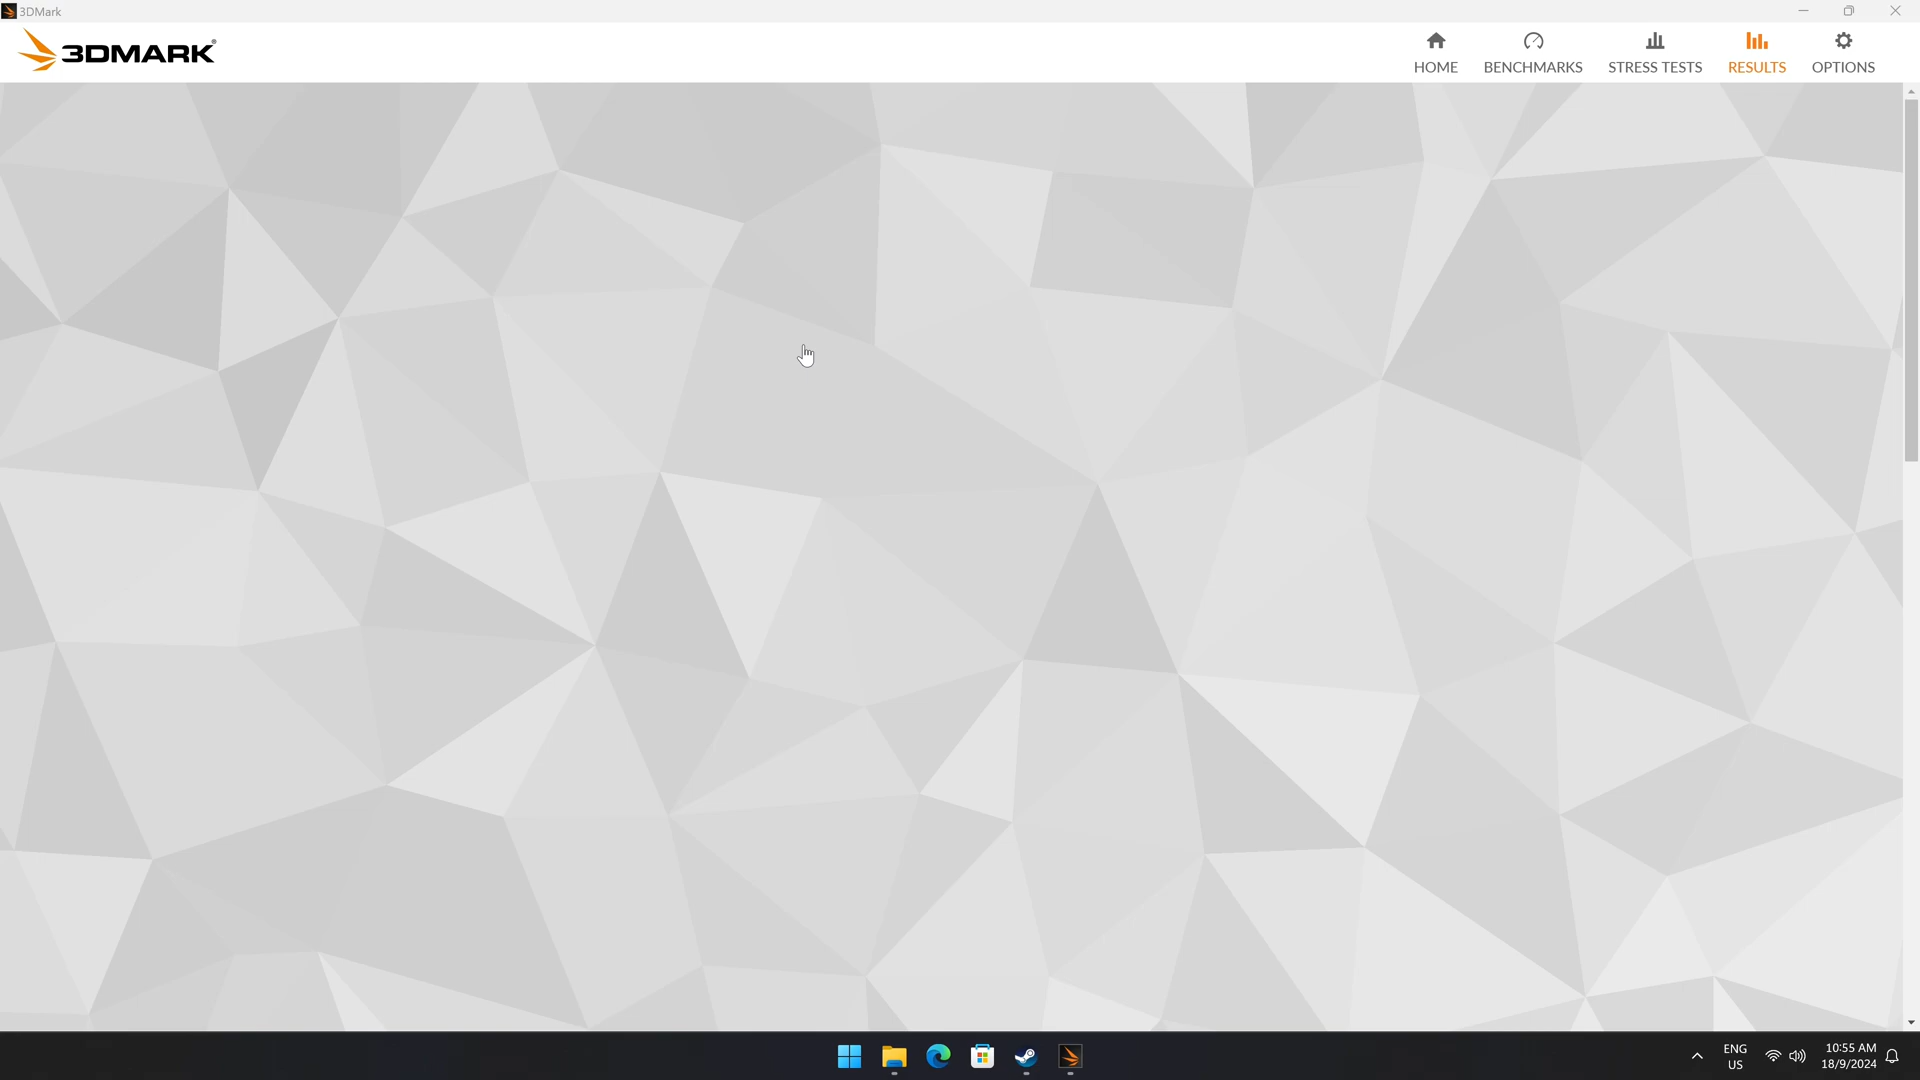 3DMark
3DMARK
HOME
BENCHMARKS
STRESS TESTS
RESULTS
OPTIONS
ENG
US
10:55 AM
18/9/2024